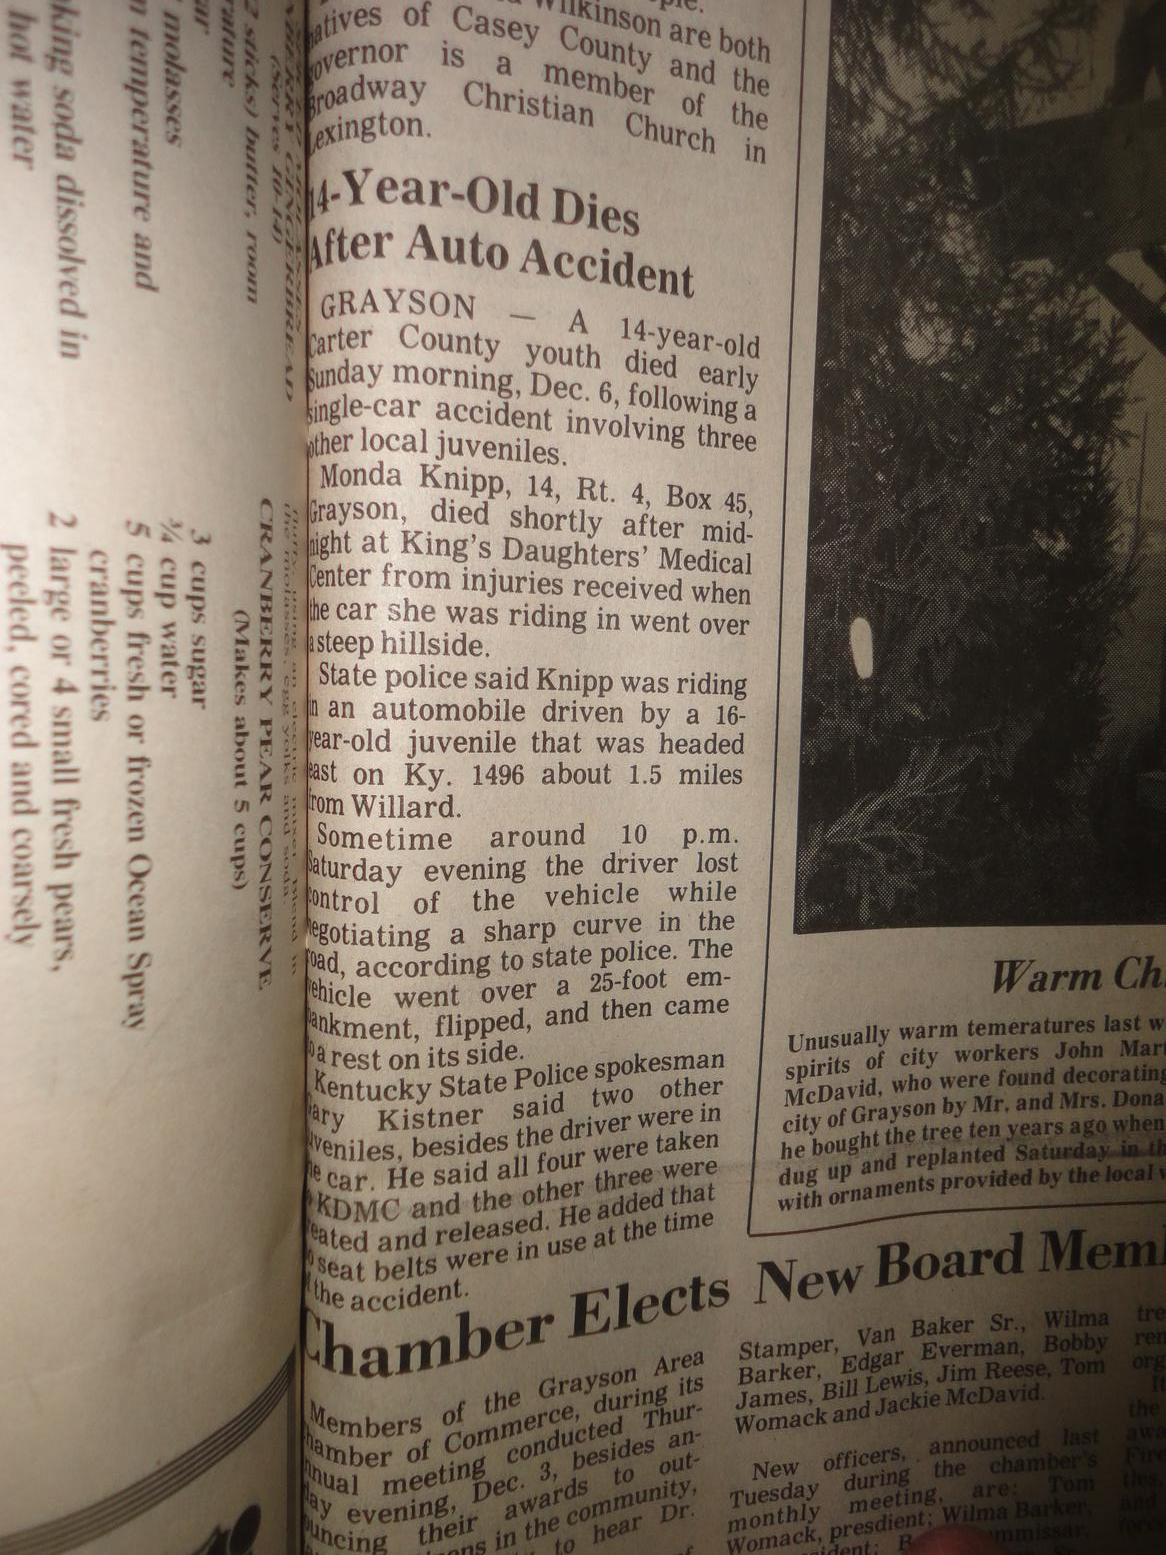 Wilkinson are both
natives of Casey County and the
governor is a member of the
Broadway Christian Church in
Lexington.
14-Year-Old Dies
After Auto Accident
GRAYSON — A 14-year-old
Carter County youth died early
Sunday morning, Dec. 6, following a
single-car accident involving three
other local juveniles.
Monda Knipp, 14, Rt. 4, Box 45,
Grayson, died shortly after mid-
night at King's Daughters' Medical
Center from injuries received when
the car she was riding in went over
a steep hillside.
State police said Knipp was riding
in an automobile driven by a 16-
year-old juvenile that was headed
east on Ky. 1496 about 1.5 miles
from Willard.
Sometime around 10 p.m.
Saturday evening the driver lost
control of the vehicle while
negotiating a sharp curve in the
road, according to state police. The
vehicle went over a 25-foot em-
bankment, flipped, and then came
to a rest on its side.
Kentucky State Police spokesman
Gary Kistner said two other
juveniles, besides the driver were in
the car. He said all four were taken
to KDMC and the other three were
treated and released. He added that
no seat belts were in use at the time
of the accident.
Warm Ch
Unusually warm temeratures last w
spirits of city workers John Mar
McDavid, who were found decorating
city of Grayson by Mr. and Mrs. Dona
he bought the tree ten years ago when
dug up and replanted Saturday in th
with ornaments provided by the local
Chamber Elects New Board Mem
Members of the Grayson Area
Chamber of Commerce, during its
annual meeting conducted Thur-
day evening, Dec. 3, besides an-
nouncing their awards to out-
in the community,
to hear Dr.
Stamper, Van Baker Sr., Wilma
Barker, Edgar Everman, Bobby
James, Bill Lewis, Jim Reese, Tom
Womack and Jackie McDavid.
New officers, announced last
Tuesday during the chamber's
monthly meeting, are: Tom
Womack, presdient; Wilma Barker,
2 sticks) butter, room
molasses
temperature and
king soda dissolved in
hot water
CRANBERRY PEAR CONSERVE
(Makes about 5 cups)
3 cups sugar
¾ cup water
5 cups fresh or frozen Ocean Spray
cranberries
2 large or 4 small fresh pears,
peeled, cored and coarsely